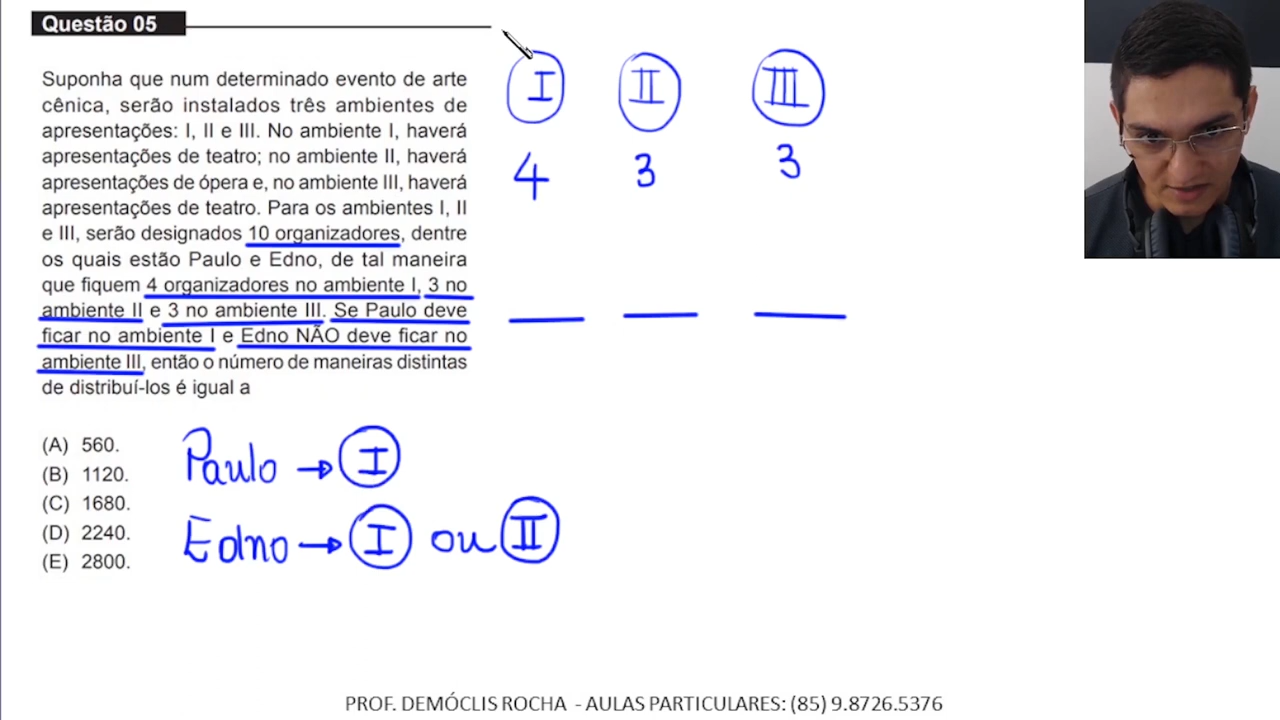 Questão 05
Suponha que num determinado evento de arte
cênica, serão instalados três ambientes de
apresentações: I, II e III. No ambiente I, haverá
apresentações de teatro; no ambiente II, haverá
apresentações de ópera e, no ambiente III, haverá
apresentações de teatro. Para os ambientes I, II
e III, serão designados 10 organizadores, dentre
os quais estão Paulo e Edno, de tal maneira
que fiquem 4 organizadores no ambiente I, 3 no
ambiente II e 3 no ambiente III. Se Paulo deve
ficar no ambiente I e Edno NÃO deve ficar no
ambiente III, então o número de maneiras distintas
de distribuí-los é igual a
(A) 560.
(B) 1120.
(C) 1680.
(D) 2240.
(E) 2800.
I II III
4 3 3
Paulo → I
Edno → I ou II
PROF. DEMÓCLIS ROCHA - AULAS PARTICULARES: (85) 9.8726.5376